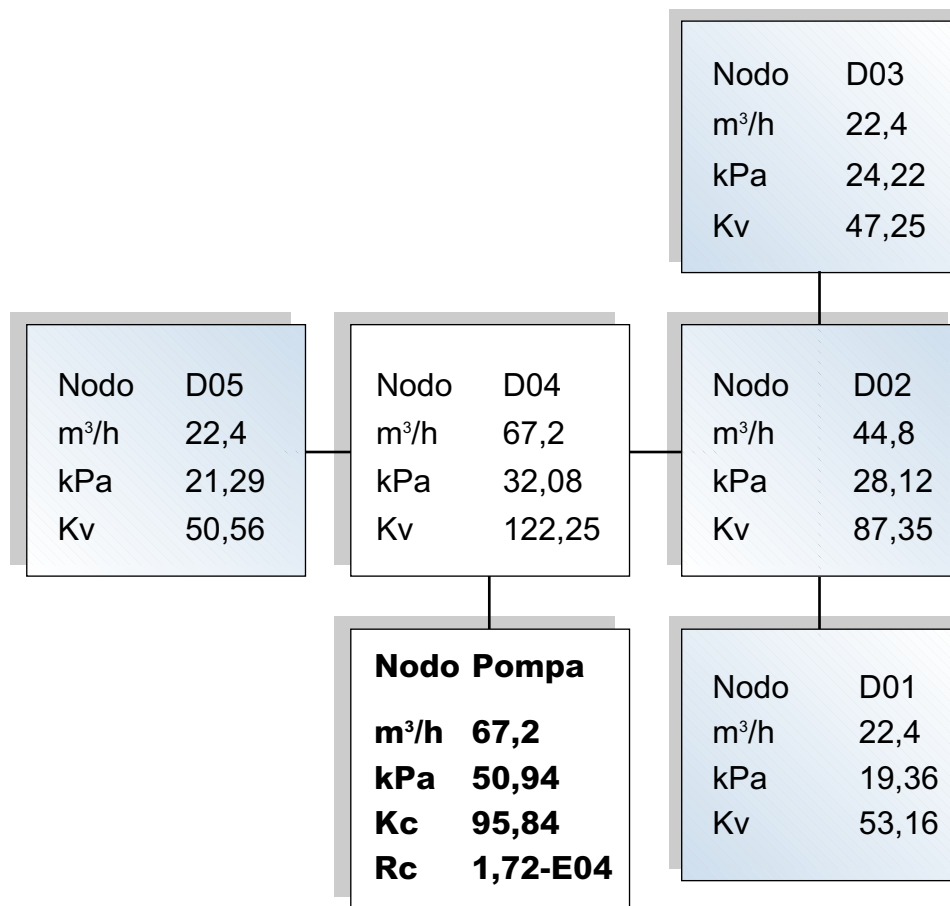 Nodo D03
m³/h 22,4
kPa 24,22
Kv 47,25
Nodo D05
m³/h 22,4
kPa 21,29
Kv 50,56
Nodo D04
m³/h 67,2
kPa 32,08
Kv 122,25
Nodo D02
m³/h 44,8
kPa 28,12
Kv 87,35
Nodo Pompa
m³/h 67,2
kPa 50,94
Kc 95,84
Rc 1,72-E04
Nodo D01
m³/h 22,4
kPa 19,36
Kv 53,16